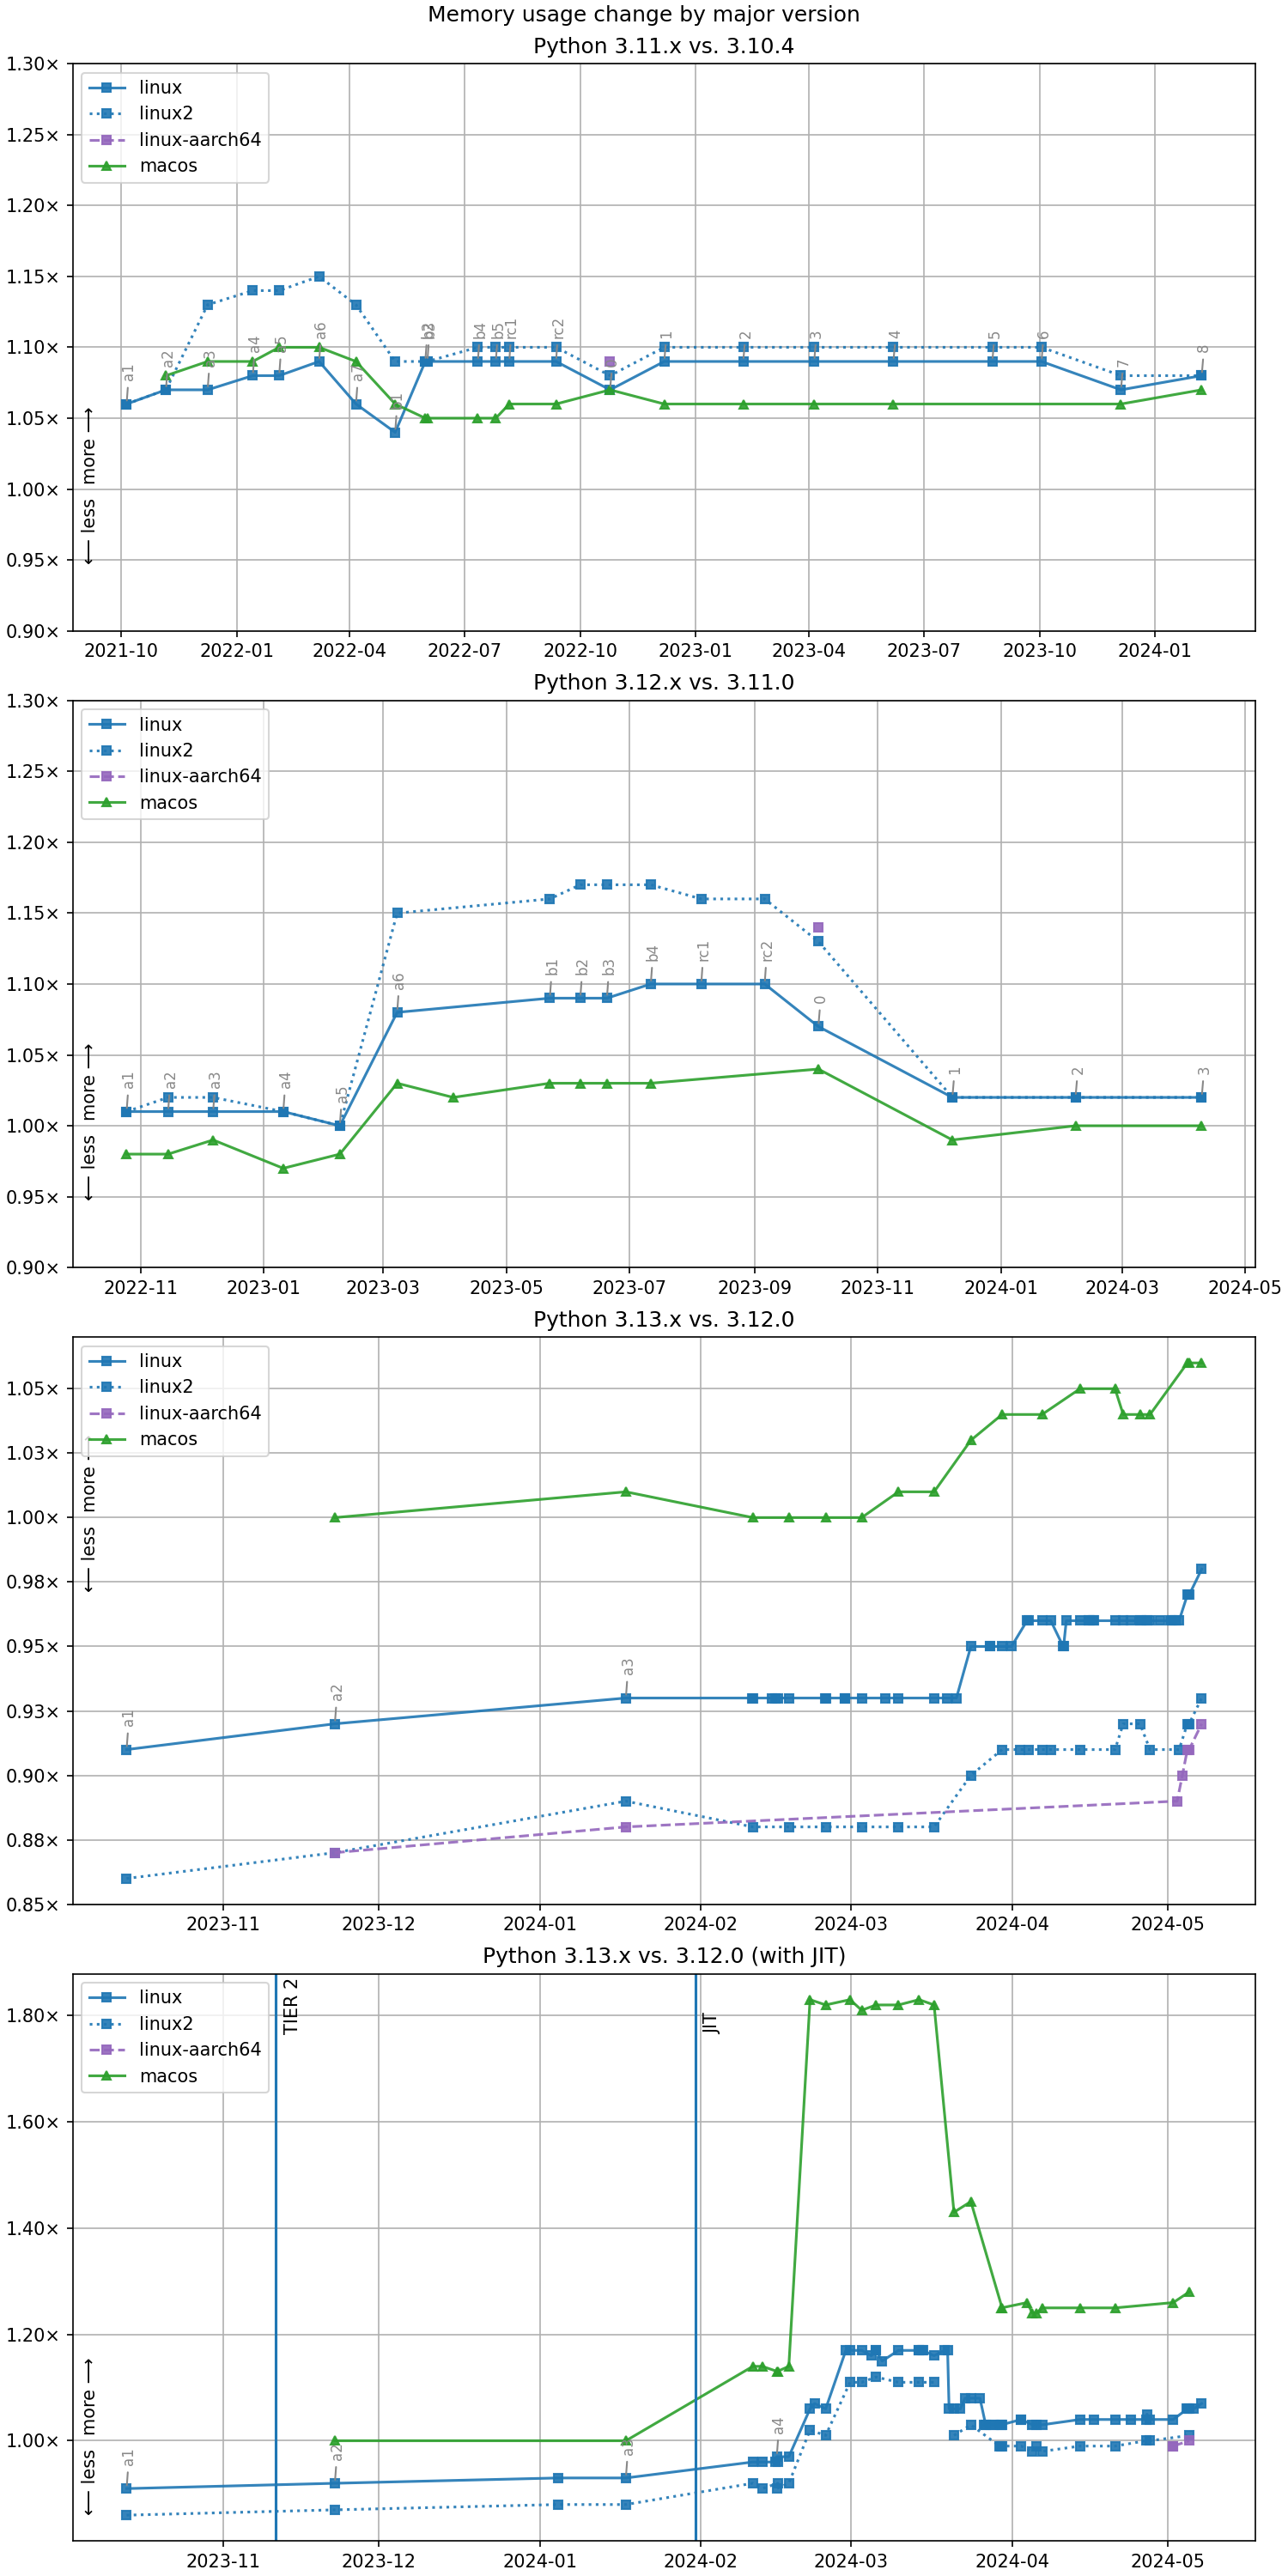 Memory usage change by major version
Python 3.11.x vs. 3.10.4
1.30×
1.25×
1.20×
1.15×
1.10×
1.05×
1.00×
0.95×
0.90×
linux
linux2
linux-aarch64
macos
← less more →
a1
a2
a3
a4
a5
a6
a7
b1
b2
b3
b4
b5
rc1
rc2
0
1
2
3
4
5
6
7
8
2021-10 2022-01 2022-04 2022-07 2022-10 2023-01 2023-04 2023-07 2023-10 2024-01
Python 3.12.x vs. 3.11.0
1.30×
1.25×
1.20×
1.15×
1.10×
1.05×
1.00×
0.95×
0.90×
linux
linux2
linux-aarch64
macos
← less more →
a1
a2
a3
a4
a5
a6
b1
b2
b3
b4
rc1
rc2
0
1
2
3
2022-11 2023-01 2023-03 2023-05 2023-07 2023-09 2023-11 2024-01 2024-03 2024-05
Python 3.13.x vs. 3.12.0
1.05×
1.03×
1.00×
0.98×
0.95×
0.93×
0.90×
0.88×
0.85×
linux
linux2
linux-aarch64
macos
← less more
a1
a2
a3
2023-11 2023-12 2024-01 2024-02 2024-03 2024-04 2024-05
Python 3.13.x vs. 3.12.0 (with JIT)
1.80×
1.60×
1.40×
1.20×
1.00×
linux
linux2
linux-aarch64
macos
← less more →
TIER 2
JIT
a1
a2
a3
a4
2023-11 2023-12 2024-01 2024-02 2024-03 2024-04 2024-05